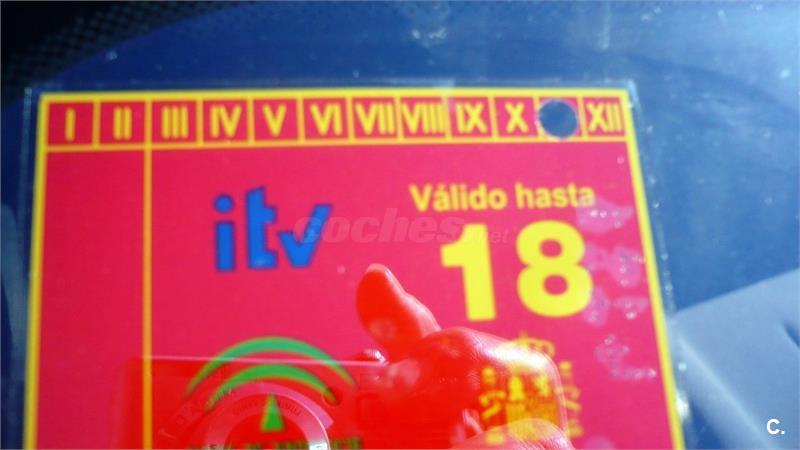 I II III IV V VI VII VIII IX X XII
Válido hasta
itv
18
coches.net
C.